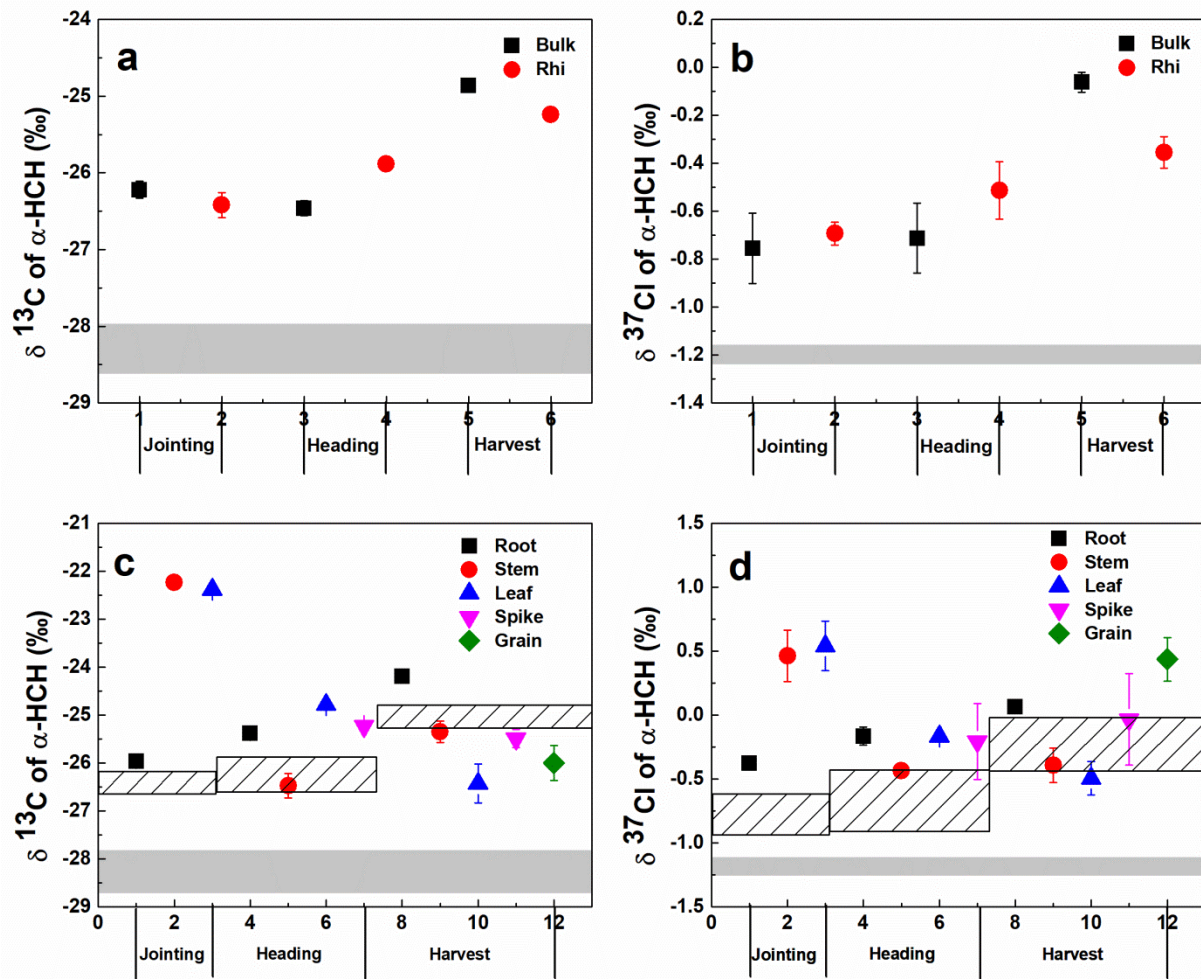 a
Bulk
Rhi
δ 13C of α-HCH (‰)
-24
-25
-26
-27
-28
-29
1 2 3 4 5 6
Jointing Heading Harvest
b
Bulk
Rhi
δ 37Cl of α-HCH (‰)
0.2
0.0
-0.2
-0.4
-0.6
-0.8
-1.0
-1.2
-1.4
1 2 3 4 5 6
Jointing Heading Harvest
c
Root
Stem
Leaf
Spike
Grain
δ 13C of α-HCH (‰)
-21
-22
-23
-24
-25
-26
-27
-28
-29
0 2 4 6 8 10 12
Jointing Heading Harvest
d
Root
Stem
Leaf
Spike
Grain
δ 37Cl of α-HCH (‰)
1.5
1.0
0.5
0.0
-0.5
-1.0
-1.5
0 2 4 6 8 10 12
Jointing Heading Harvest